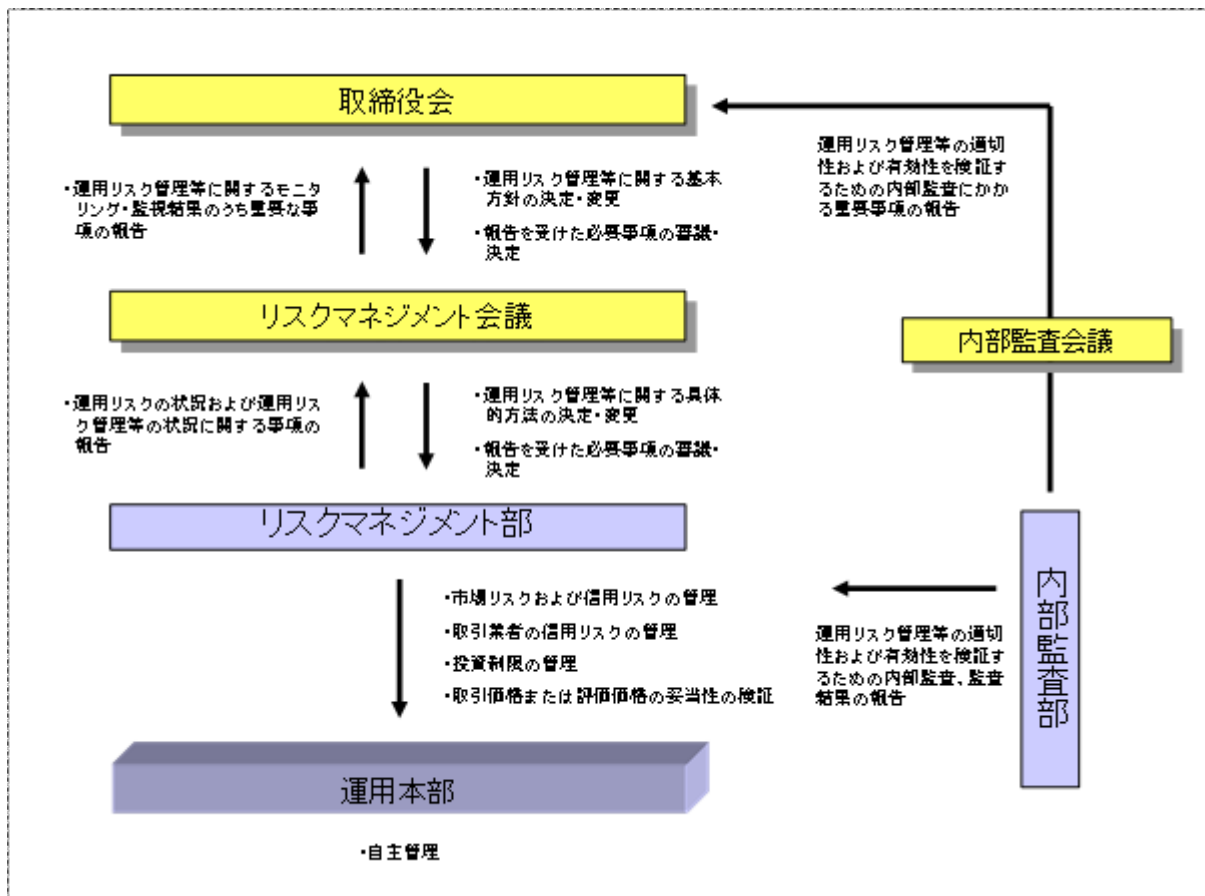 取締役会
・運用リスク管理等に関するモニタ
リング・監視結果のうち重要な事
項の報告
・運用リスク管理等に関する基本
方針の決定・変更
・報告を受けた必要事項の審議・
決定
運用リスク管理等の適切
性および有効性を検証す
るための内部監査にかか
る重要事項の報告
リスクマネジメント会議
内部監査会議
・運用リスクの状況および運用リス
ク管理等の状況に関する事項の
報告
・運用リスク管理等に関する具体
的方法の決定・変更
・報告を受けた必要事項の審議・
決定
リスクマネジメント部
内部監査部
・市場リスクおよび信用リスクの管理
・取引業者の信用リスクの管理
・投資制限の管理
・取引価格または評価価格の妥当性の検証
運用リスク管理等の適切
性および有効性を検証す
るための内部監査、監査
結果の報告
運用本部
・自主管理